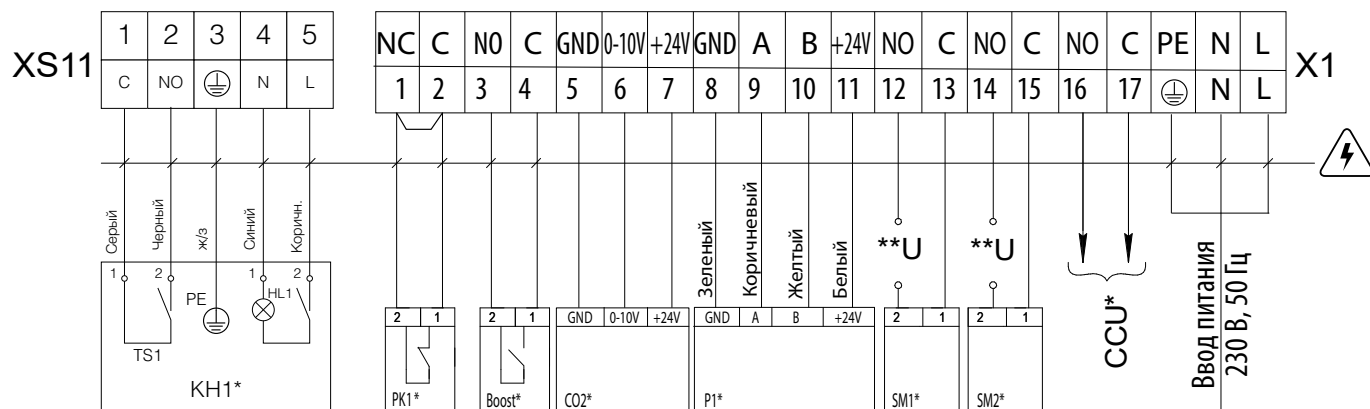 XS11
1 2 3 4 5
C NO N L
NC C NO C GND 0-10V +24V GND A B +24V NO C NO C NO C PE N L
1 2 3 4 5 6 7 8 9 10 11 12 13 14 15 16 17 N L
X1
Серый Черный ж/з Синий Коричн.
Зеленый Коричневый Желтый Белый
**U **U
1 2 PE 1 HL1 2
TS1
KH1*
2 1
PK1*
2 1
Boost*
GND 0-10V +24V
CO2*
GND A B +24V
P1*
2 1
SM1*
2 1
SM2*
CCU*
Ввод питания
230 В, 50 Гц